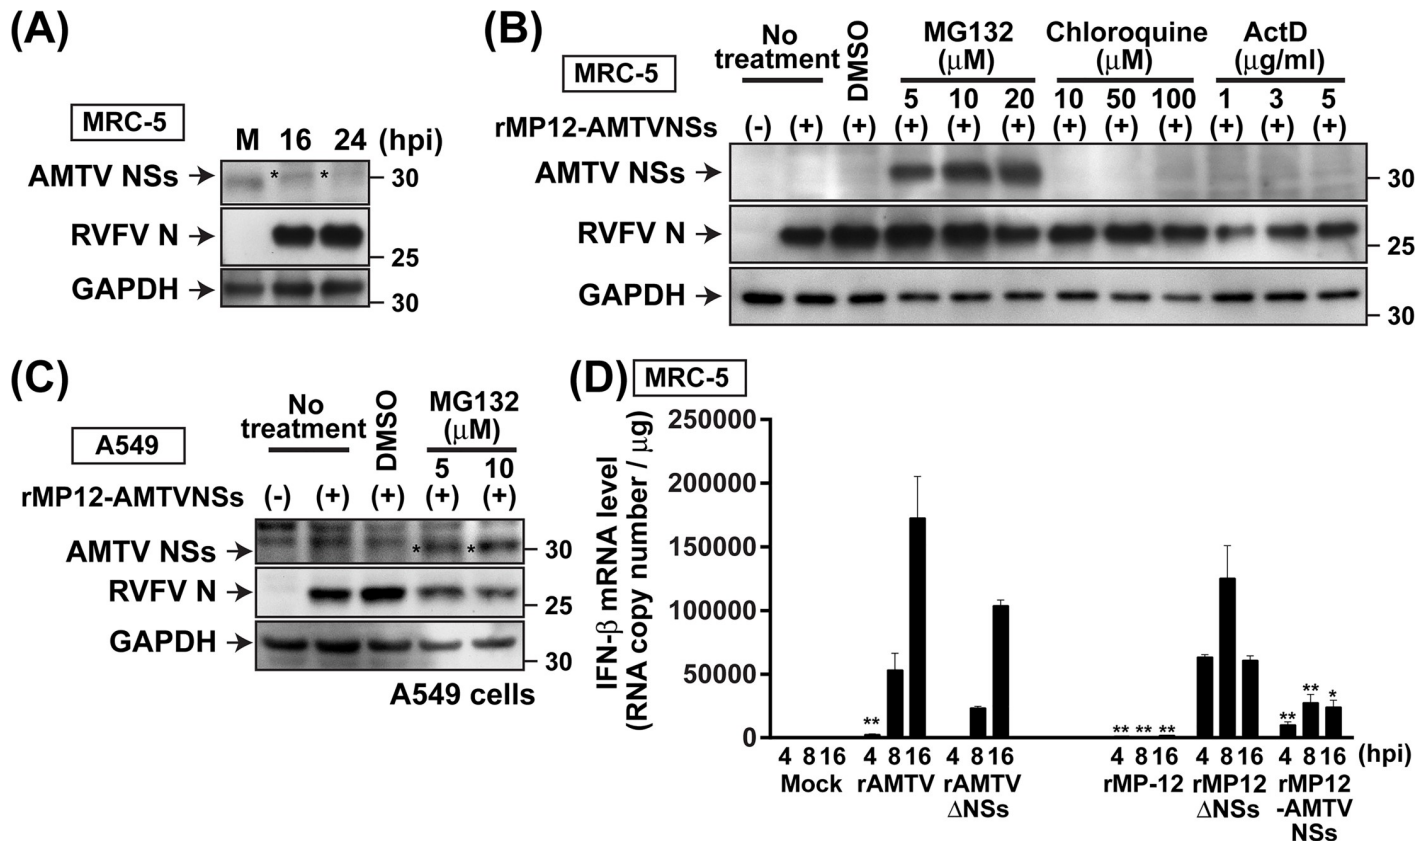 (A)
MRC-5
M 16 24 (hpi)
AMTV NSs
* *
30
RVFV N
25
GAPDH
30
(B)
MRC-5
No
treatment
DMSO
MG132
(μM)
Chloroquine
(μM)
ActD
(μg/ml)
5 10 20 10 50 100 1 3 5
rMP12-AMTVNSs (-) (+) (+) (+) (+) (+) (+) (+) (+) (+) (+) (+)
AMTV NSs
30
RVFV N
25
GAPDH
30
(C)
A549
No
treatment
DMSO
MG132
(μM)
5 10
rMP12-AMTVNSs (-) (+) (+) (+) (+)
AMTV NSs
* *
30
RVFV N
25
GAPDH
30
A549 cells
(D)
MRC-5
IFN-β mRNA level
(RNA copy number / μg)
250000
200000
150000
100000
50000
0
**
** ** **
** ** *
4 8 16 4 8 16 4 8 16 4 8 16 4 8 16 4 8 16 (hpi)
Mock
rAMTV
rAMTV
ΔNSs
rMP-12
rMP12
ΔNSs
rMP12
-AMTV
NSs